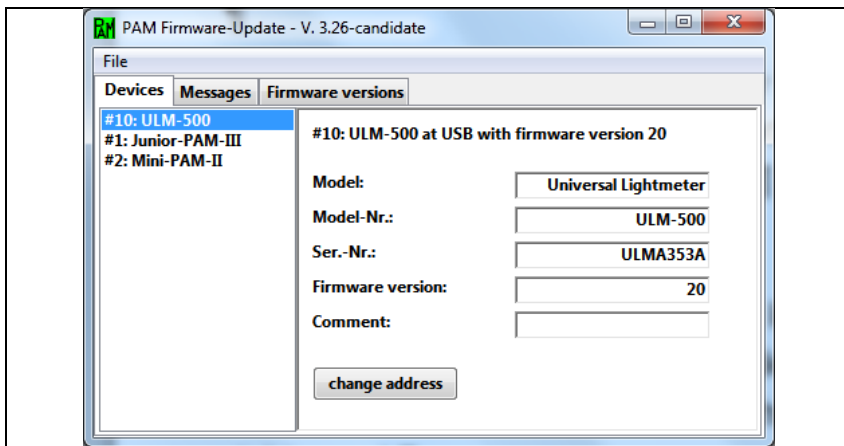 PAM PAM Firmware-Update - V. 3.26-candidate
File
Devices Messages Firmware versions
#10: ULM-500
#1: Junior-PAM-III
#2: Mini-PAM-II
#10: ULM-500 at USB with firmware version 20
Model: Universal Lightmeter
Model-Nr.: ULM-500
Ser.-Nr.: ULMA353A
Firmware version: 20
Comment:
change address